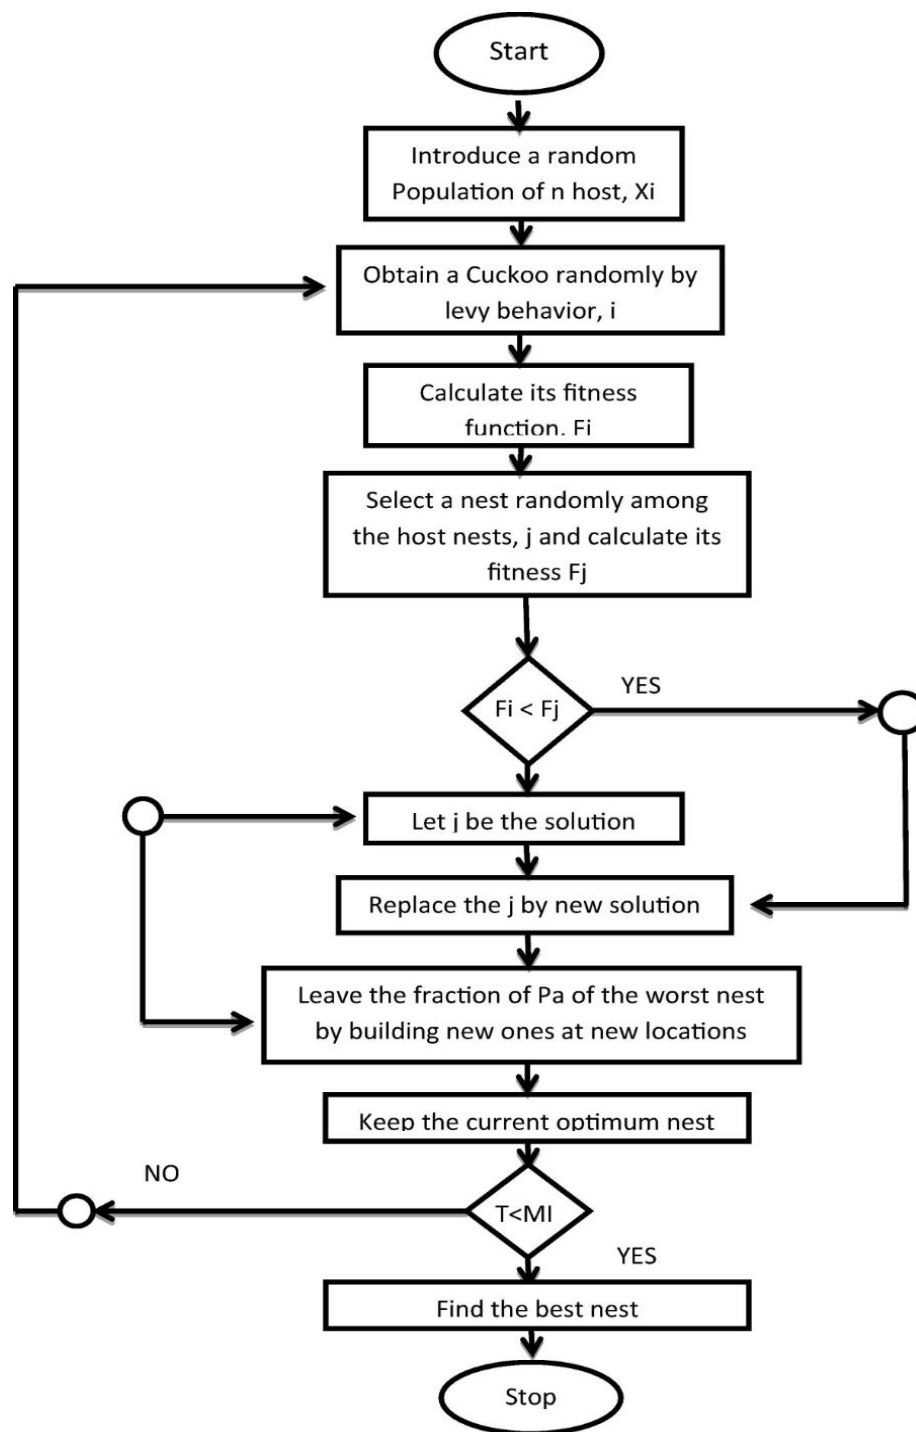 Start
Introduce a random
Population of n host, Xi
Obtain a Cuckoo randomly by
levy behavior, i
Calculate its fitness
function. Fi
Select a nest randomly among
the host nests, j and calculate its
fitness Fj
Fi < Fj
YES
Let j be the solution
Replace the j by new solution
Leave the fraction of Pa of the worst nest
by building new ones at new locations
Keep the current optimum nest
NO
T<MI
YES
Find the best nest
Stop